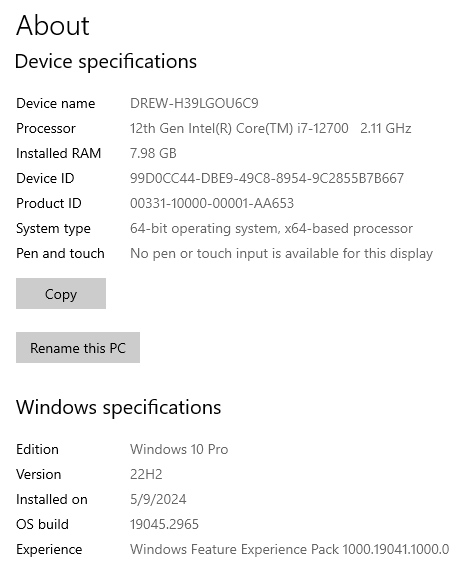 About
Device specifications
Device name DREW-H39LGOU6C9
Processor 12th Gen Intel(R) Core(TM) i7-12700 2.11 GHz
Installed RAM 7.98 GB
Device ID 99D0CC44-DBE9-49C8-8954-9C2855B7B667
Product ID 00331-10000-00001-AA653
System type 64-bit operating system, x64-based processor
Pen and touch No pen or touch input is available for this display
Copy
Rename this PC
Windows specifications
Edition Windows 10 Pro
Version 22H2
Installed on 5/9/2024
OS build 19045.2965
Experience Windows Feature Experience Pack 1000.19041.1000.0